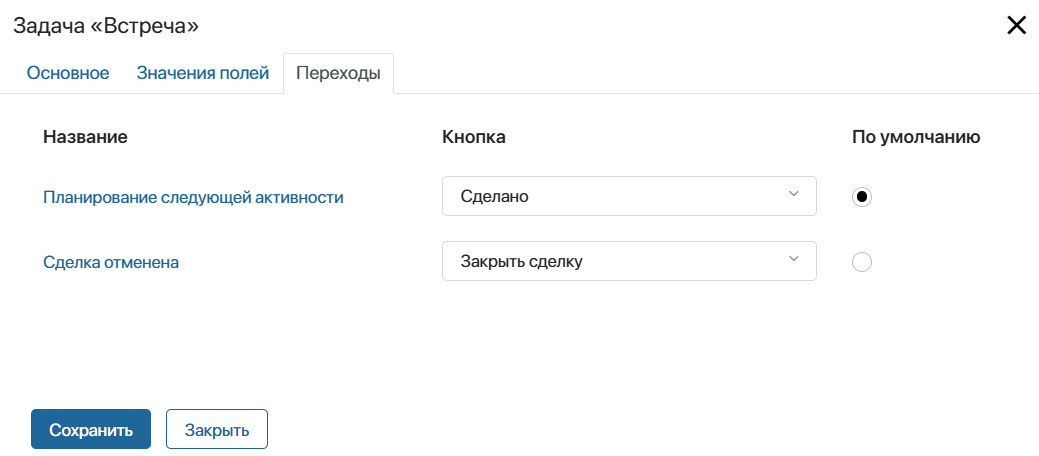 Задача «Встреча»
Основное Значения полей Переходы
Название Кнопка По умолчанию
Планирование следующей активности Сделано
Сделка отменена Закрыть сделку
Сохранить Закрыть